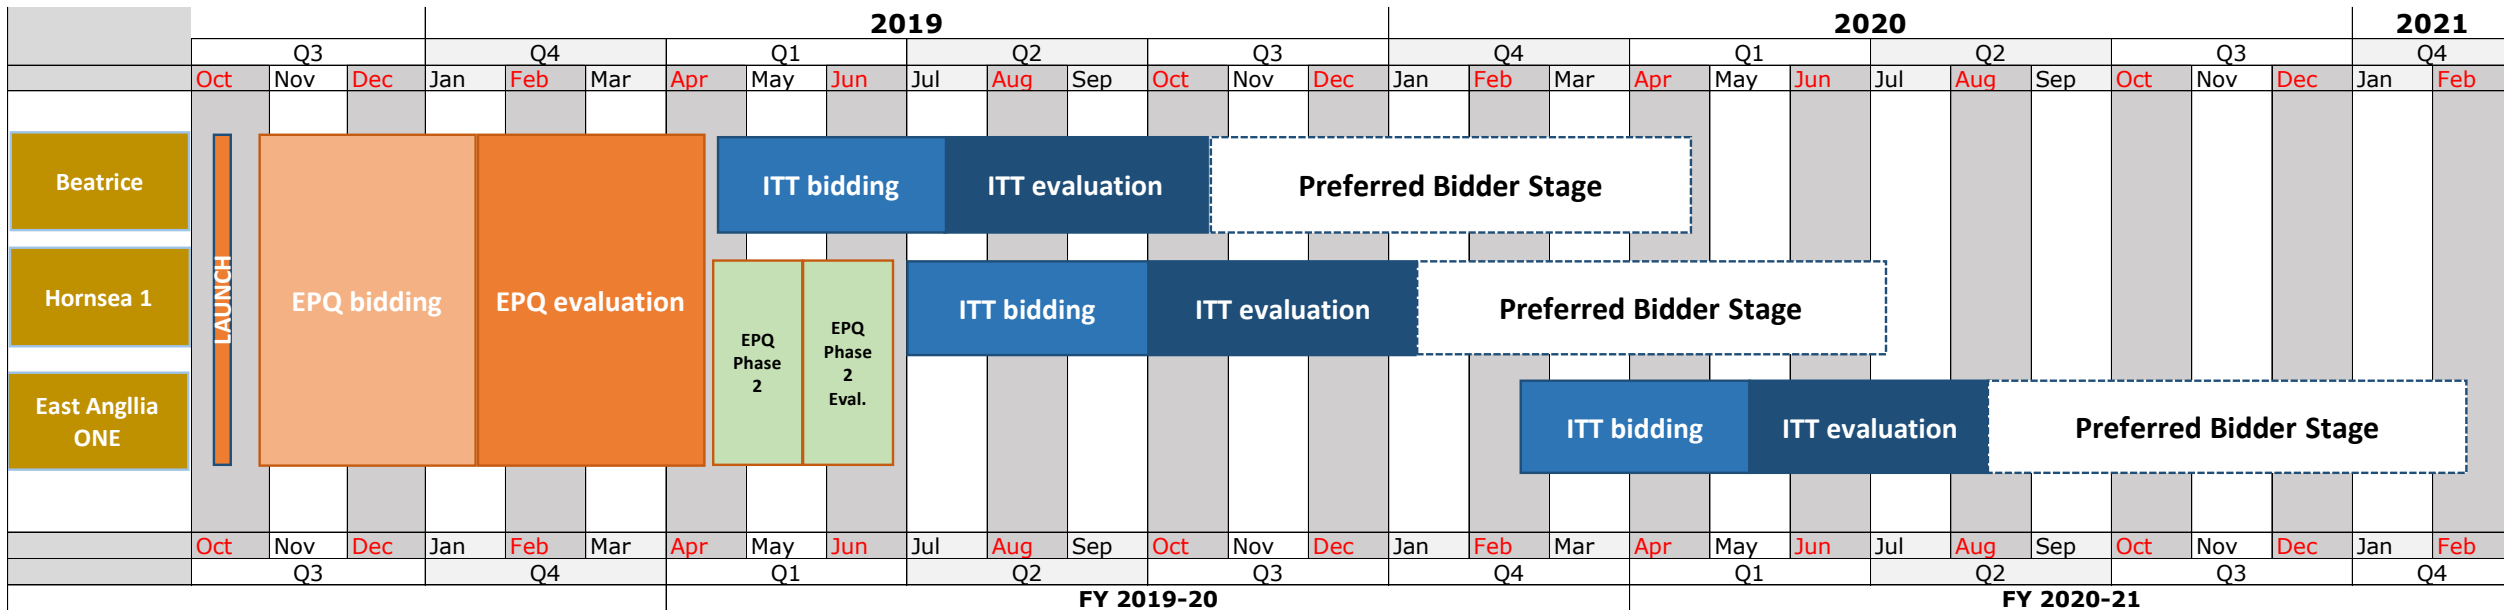 2019 2020 2021
Q3 Q4 Q1 Q2 Q3 Q4 Q1 Q2 Q3 Q4
Oct Nov Dec Jan Feb Mar Apr May Jun Jul Aug Sep Oct Nov Dec Jan Feb Mar Apr May Jun Jul Aug Sep Oct Nov Dec Jan Feb
Beatrice
ITT bidding
ITT evaluation
Preferred Bidder Stage
LAUNCH
EPQ bidding
EPQ evaluation
Hornsea 1
EPQ
Phase
2
EPQ
Phase
2
Eval.
ITT bidding
ITT evaluation
Preferred Bidder Stage
East Angllia
ONE
ITT bidding
ITT evaluation
Preferred Bidder Stage
Oct Nov Dec Jan Feb Mar Apr May Jun Jul Aug Sep Oct Nov Dec Jan Feb Mar Apr May Jun Jul Aug Sep Oct Nov Dec Jan Feb
Q3 Q4 Q1 Q2 Q3 Q4 Q1 Q2 Q3 Q4
FY 2019-20 FY 2020-21